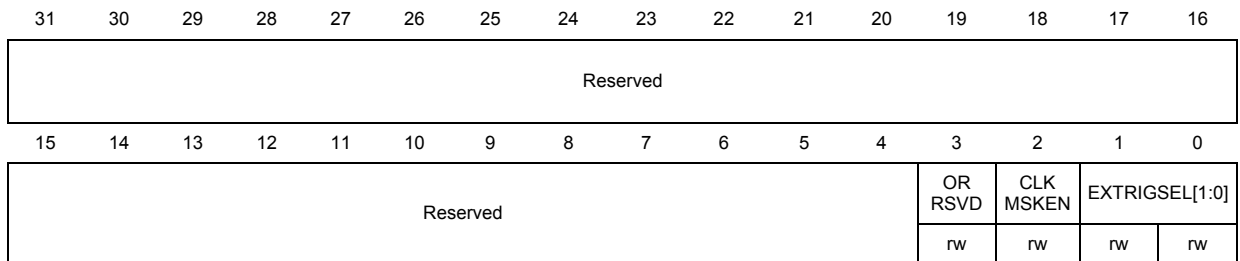 31 30 29 28 27 26 25 24 23 22 21 20 19 18 17 16
Reserved
15 14 13 12 11 10 9 8 7 6 5 4 3 2 1 0
Reserved
OR
RSVD
CLK
MSKEN
EXTRIGSEL[1:0]
rw rw rw rw